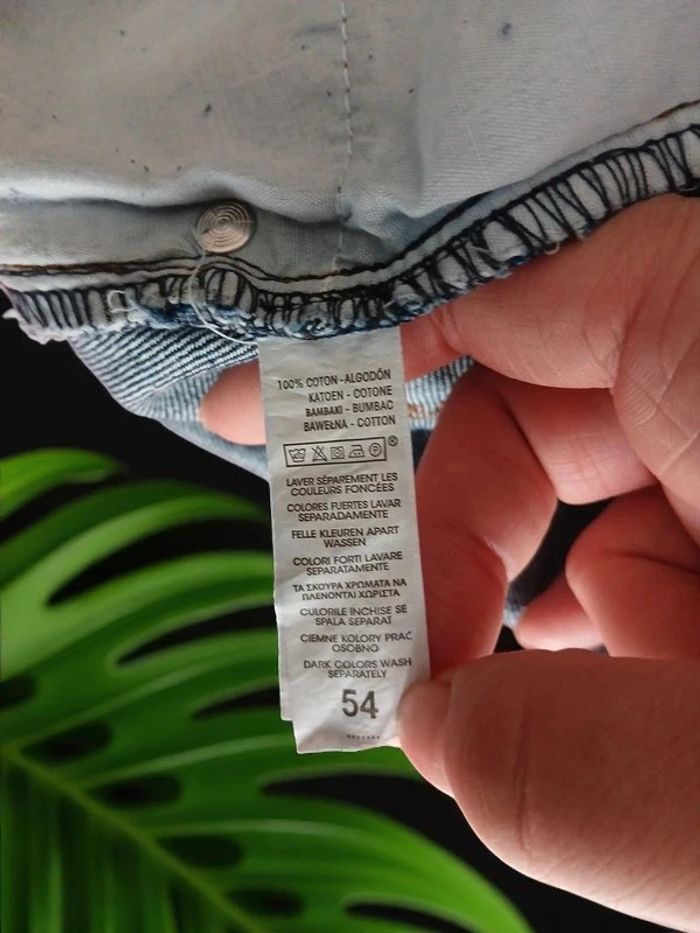 100% COTON - ALGODÓN
KATOEN - COTONE
BAMBAKI - BUMBAC
BAWEŁNA - COTTON
®
LAVER SÉPAREMENT LES
COULEURS FONCÉES
COLORES FUERTES LAVAR
SEPARADAMENTE
FELLE KLEUREN APART
WASSEN
COLORI FORTI LAVARE
SEPARATAMENTE
ΤΑ ΣΚΟΥΡΑ ΧΡΩΜΑΤΑ ΝΑ
ΠΛΕΝΟΝΤΑΙ ΧΩΡΙΣΤΑ
CULORILE INCHISE SE
SPALA SEPARAT
CIEMNE KOLORY PRAĆ
OSOBNO
DARK COLORS WASH
SEPARATELY
54